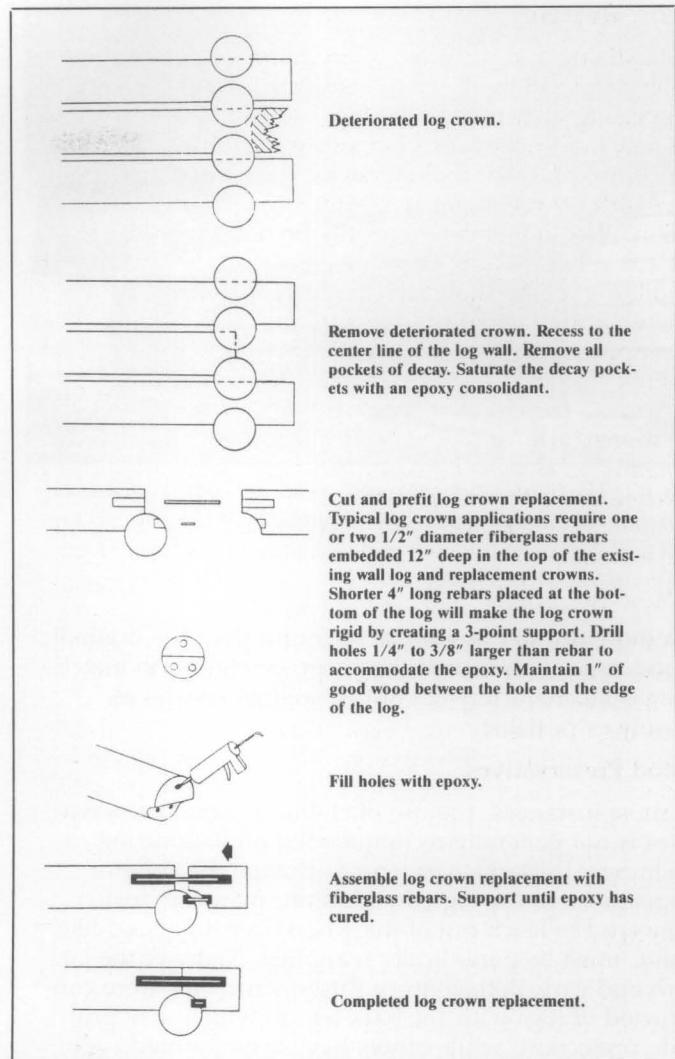 Deteriorated log crown.
Remove deteriorated crown. Recess to the
center line of the log wall. Remove all
pockets of decay. Saturate the decay pock-
ets with an epoxy consolidant.
Cut and prefit log crown replacement.
Typical log crown applications require one
or two 1/2" diameter fiberglass rebars
embedded 12" deep in the top of the exist-
ing wall log and replacement crowns.
Shorter 4" long rebars placed at the bot-
tom of the log will make the log crown
rigid by creating a 3-point support. Drill
holes 1/4" to 3/8" larger than rebar to
accommodate the epoxy. Maintain 1" of
good wood between the hole and the edge
of the log.
Fill holes with epoxy.
Assemble log crown replacement with
fiberglass rebars. Support until epoxy has
cured.
Completed log crown replacement.